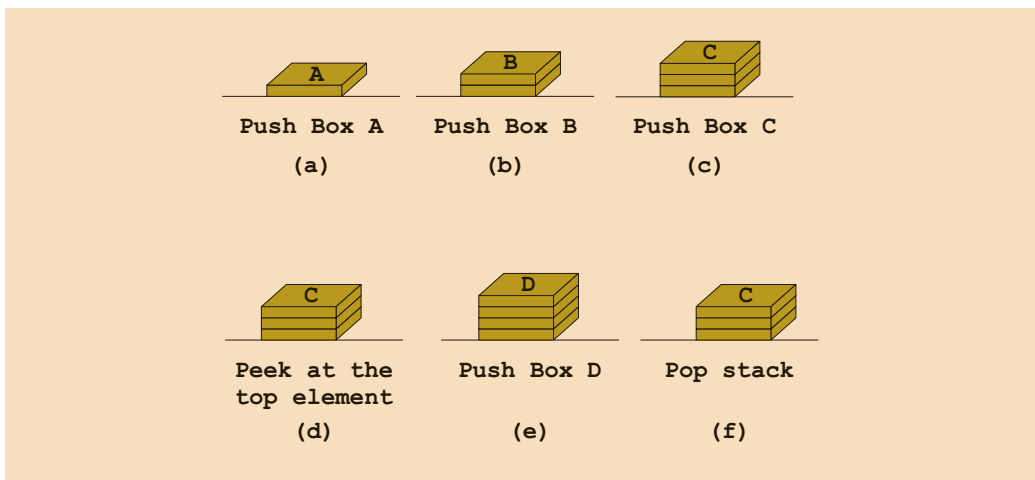 A B C
Push Box A Push Box B Push Box C
(a) (b) (c)
C D C
Peek at the Push Box D Pop stack
top element
(d) (e) (f)